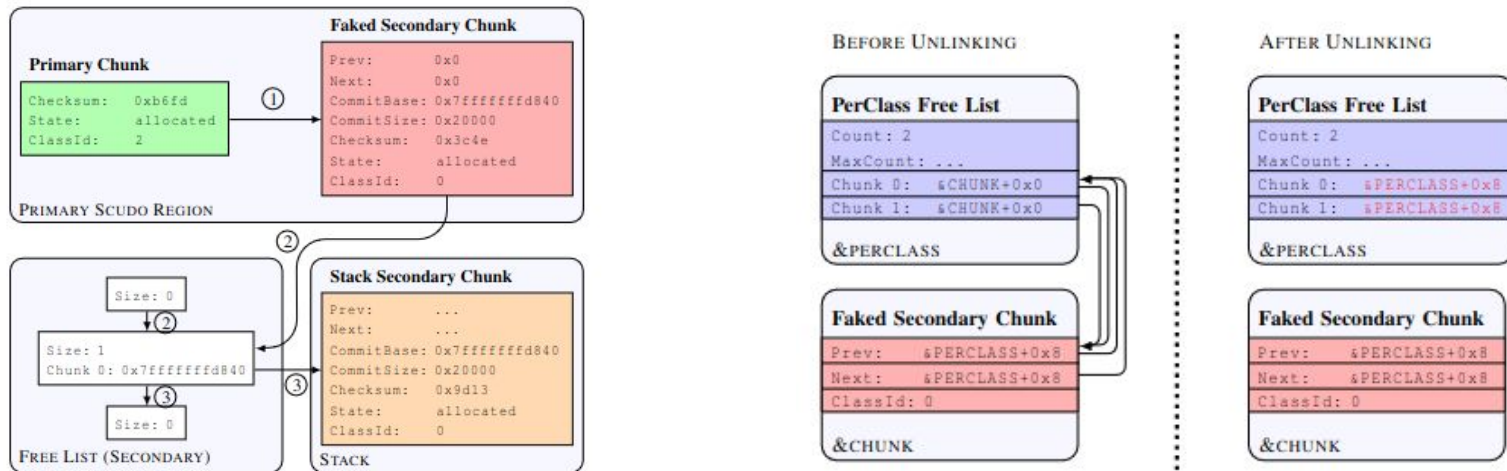 Faked Secondary Chunk
Prev: 0x0
Next: 0x0
CommitBase: 0x7fffffffd840
CommitSize: 0x20000
Checksum: 0x3c4e
State: allocated
ClassId: 0
Primary Chunk
Checksum: 0xb6fd
State: allocated
ClassId: 2
①
PRIMARY SCUDO REGION
②
Size: 0
②
Size: 1
Chunk 0: 0x7fffffffd840
③
③
Size: 0
FREE LIST (SECONDARY)
Stack Secondary Chunk
Prev: ...
Next: ...
CommitBase: 0x7fffffffd840
CommitSize: 0x20000
Checksum: 0x9d13
State: allocated
ClassId: 0
STACK
BEFORE UNLINKING
PerClass Free List
Count: 2
MaxCount: ...
Chunk 0: &CHUNK+0x0
Chunk 1: &CHUNK+0x0
&PERCLASS
Faked Secondary Chunk
Prev: &PERCLASS+0x8
Next: &PERCLASS+0x8
ClassId: 0
&CHUNK
AFTER UNLINKING
PerClass Free List
Count: 2
MaxCount: ...
Chunk 0: &PERCLASS+0x8
Chunk 1: &PERCLASS+0x8
&PERCLASS
Faked Secondary Chunk
Prev: &PERCLASS+0x8
Next: &PERCLASS+0x8
ClassId: 0
&CHUNK